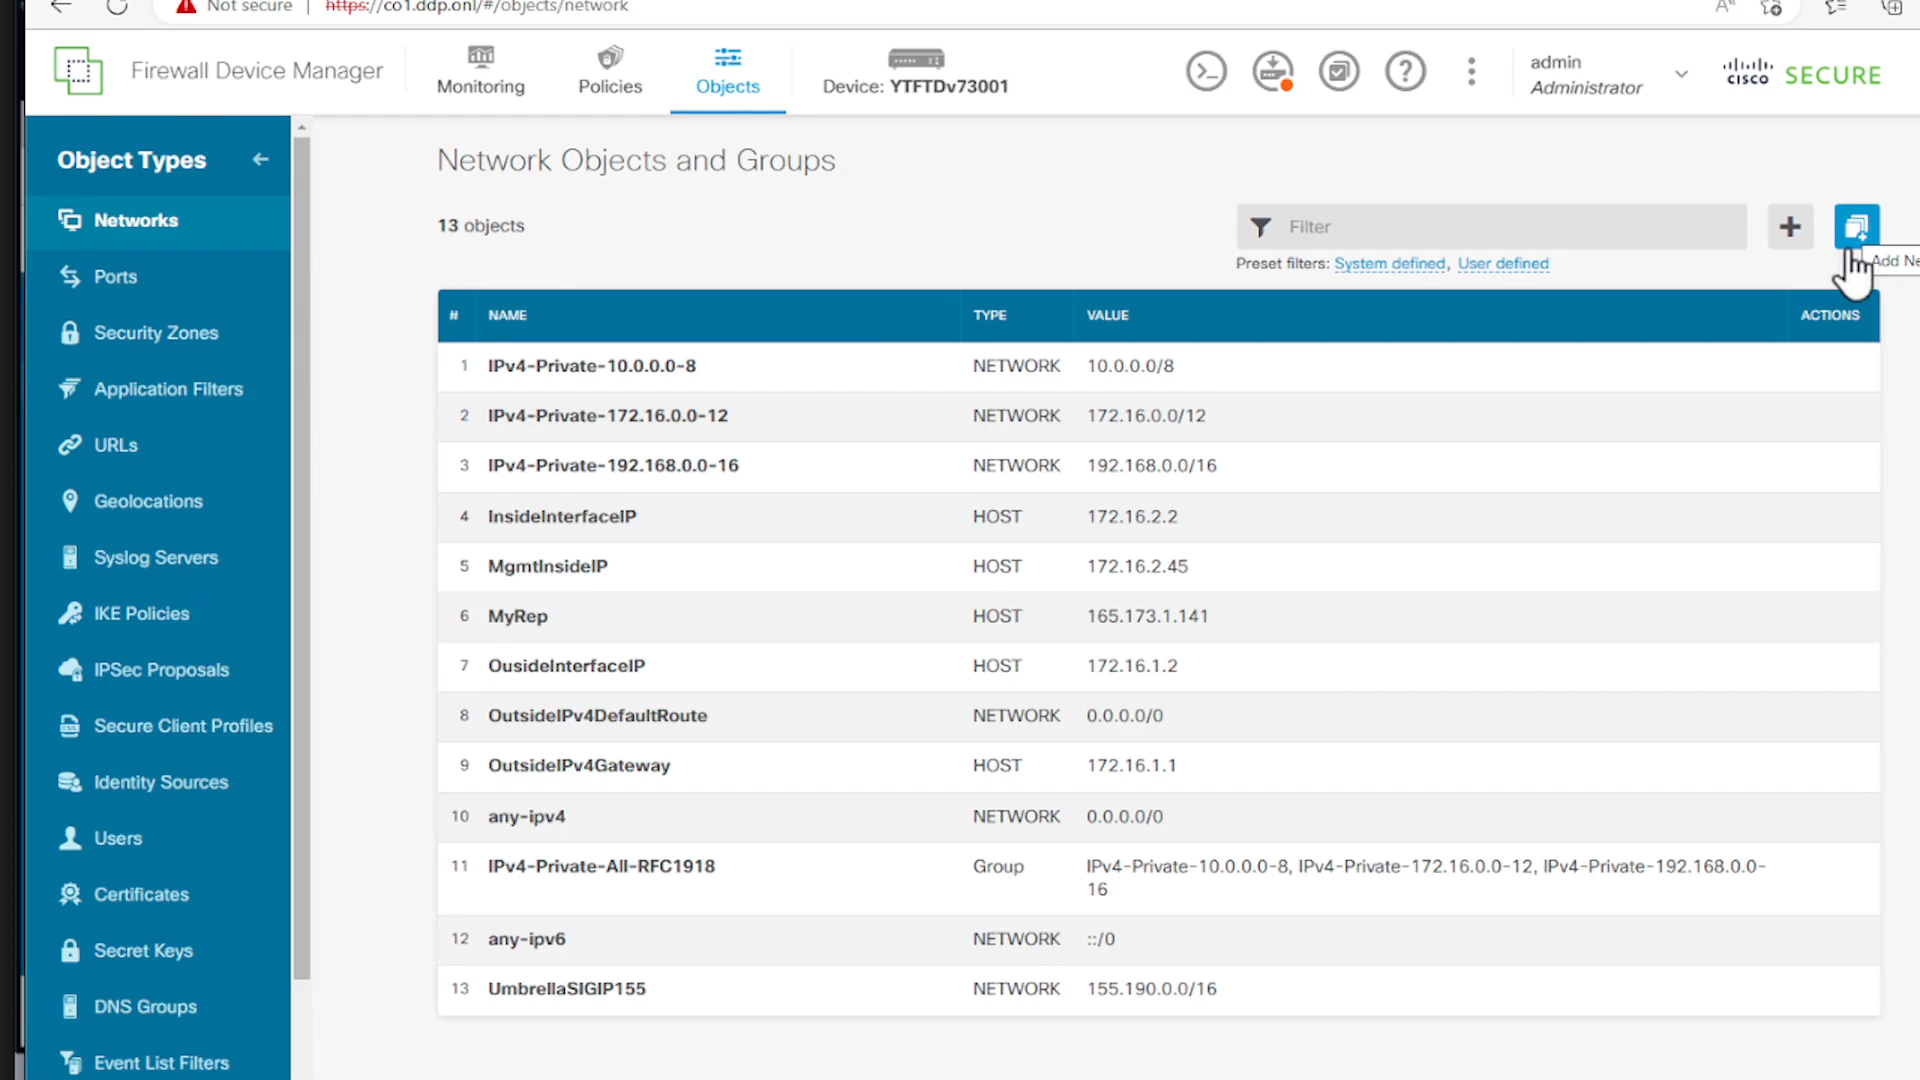 Not secure | https://co1.ddp.onl/#/objects/network
Firewall Device Manager
Monitoring
Policies
Objects
Device: YTFTDv73001
admin
Administrator
CISCO SECURE
Object Types
Networks
Ports
Security Zones
Application Filters
URLs
Geolocations
Syslog Servers
IKE Policies
IPSec Proposals
Secure Client Profiles
Identity Sources
Users
Certificates
Secret Keys
DNS Groups
Event List Filters
Network Objects and Groups
13 objects
Filter
Preset filters: System defined, User defined
Add Ne
# NAME TYPE VALUE ACTIONS
1 IPv4-Private-10.0.0.0-8 NETWORK 10.0.0.0/8
2 IPv4-Private-172.16.0.0-12 NETWORK 172.16.0.0/12
3 IPv4-Private-192.168.0.0-16 NETWORK 192.168.0.0/16
4 InsideInterfaceIP HOST 172.16.2.2
5 MgmtInsideIP HOST 172.16.2.45
6 MyRep HOST 165.173.1.141
7 OusideInterfaceIP HOST 172.16.1.2
8 OutsideIPv4DefaultRoute NETWORK 0.0.0.0/0
9 OutsideIPv4Gateway HOST 172.16.1.1
10 any-ipv4 NETWORK 0.0.0.0/0
11 IPv4-Private-All-RFC1918 Group IPv4-Private-10.0.0.0-8, IPv4-Private-172.16.0.0-12, IPv4-Private-192.168.0.0-
16
12 any-ipv6 NETWORK ::/0
13 UmbrellaSIGIP155 NETWORK 155.190.0.0/16